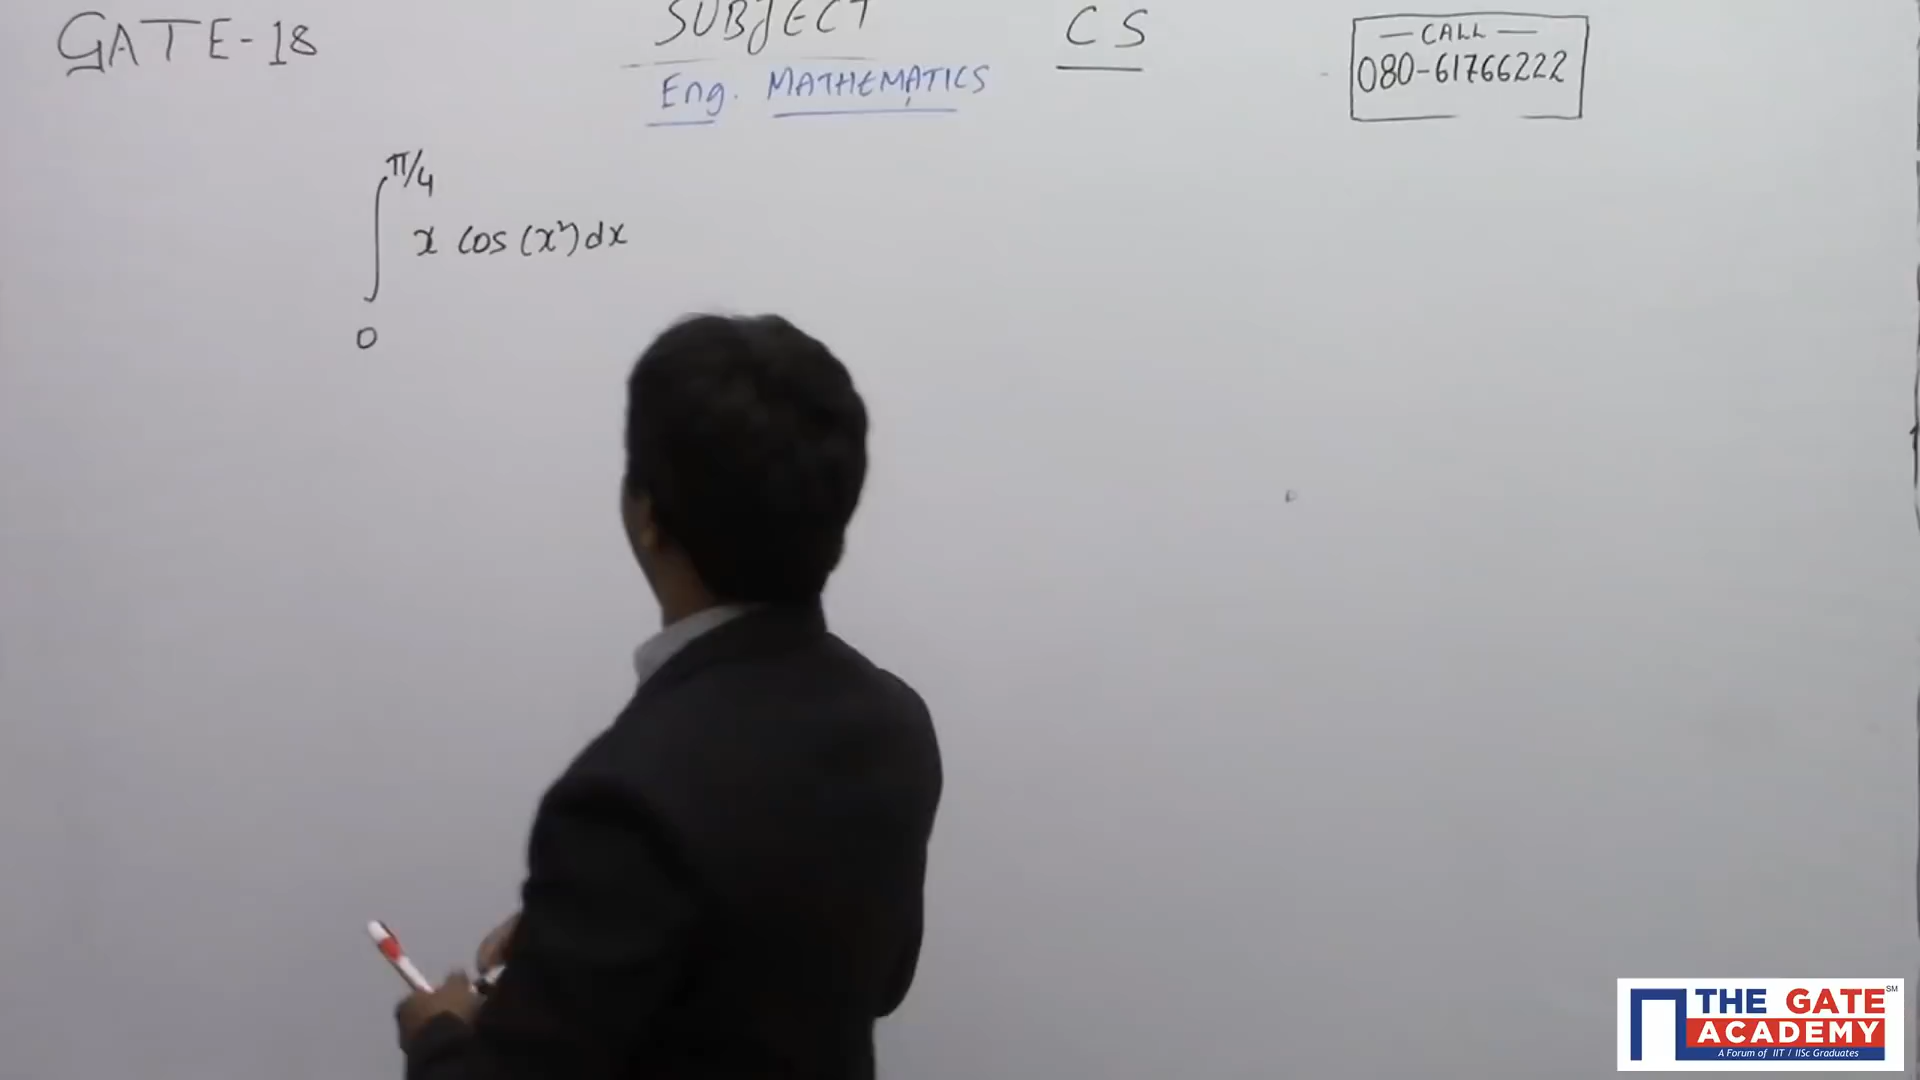 GATE-18
SUBJECT CS
Eng. MATHEMATICS
— CALL —
080-61766222
∫₀^(π/4) x cos(x²)dx
THE GATE SM
ACADEMY
A Forum of IIT / IISc Graduates